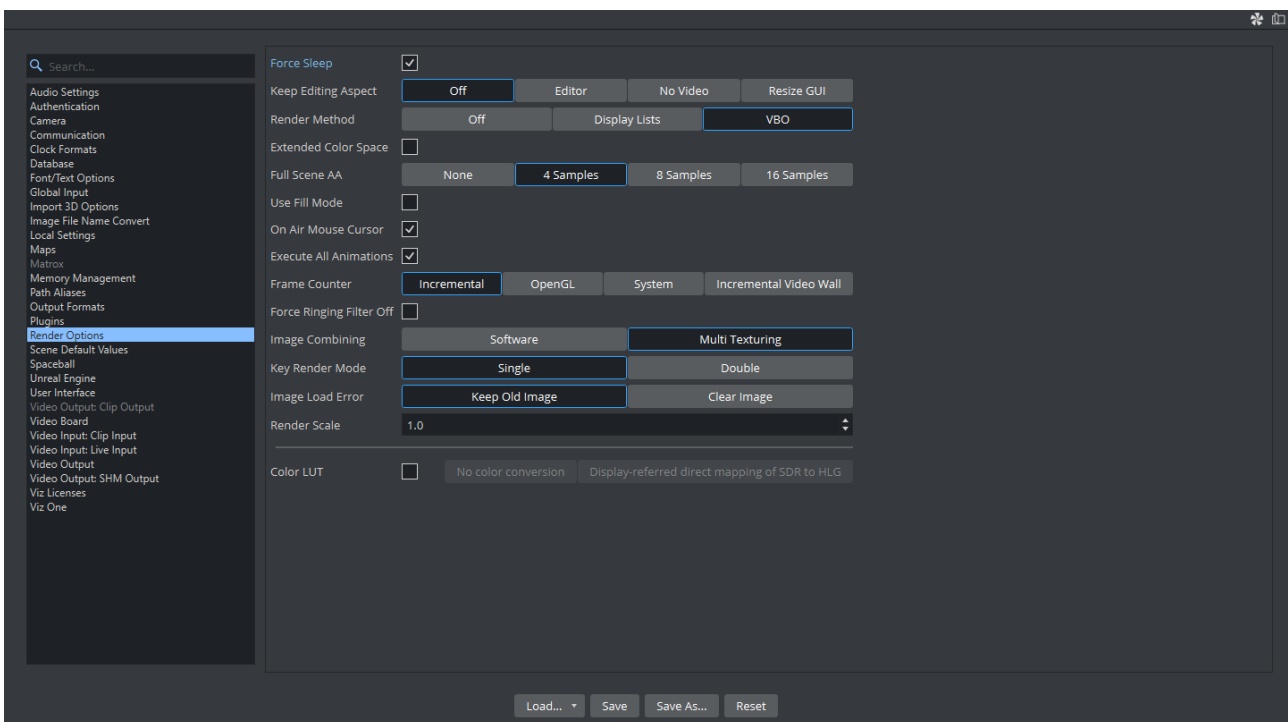 Search...
Audio Settings
Authentication
Camera
Communication
Clock Formats
Database
Font/Text Options
Global Input
Import 3D Options
Image File Name Convert
Local Settings
Maps
Matrox
Memory Management
Path Aliases
Output Formats
Plugins
Render Options
Scene Default Values
Spaceball
Unreal Engine
User Interface
Video Output: Clip Output
Video Board
Video Input: Clip Input
Video Input: Live Input
Video Output
Video Output: SHM Output
Viz Licenses
Viz One
Force Sleep
Keep Editing Aspect Off Editor No Video Resize GUI
Render Method Off Display Lists VBO
Extended Color Space
Full Scene AA None 4 Samples 8 Samples 16 Samples
Use Fill Mode
On Air Mouse Cursor
Execute All Animations
Frame Counter Incremental OpenGL System Incremental Video Wall
Force Ringing Filter Off
Image Combining Software Multi Texturing
Key Render Mode Single Double
Image Load Error Keep Old Image Clear Image
Render Scale 1.0
Color LUT No color conversion Display-referred direct mapping of SDR to HLG
Load... Save Save As... Reset